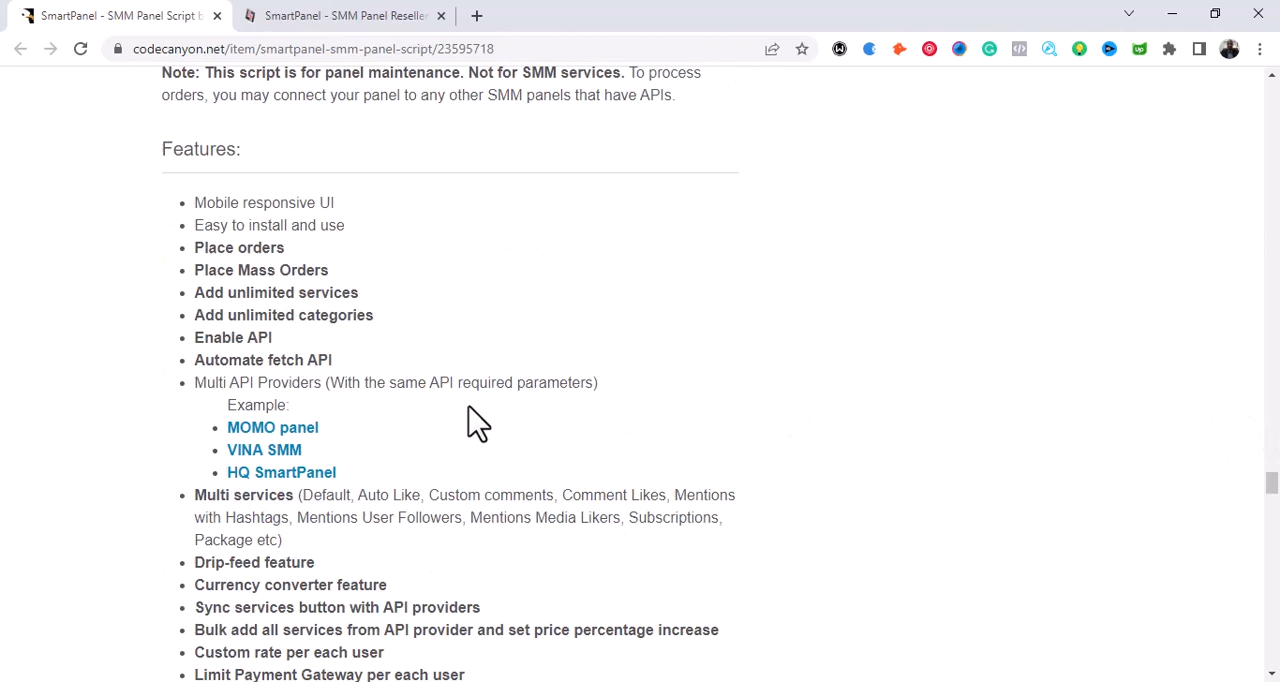 SmartPanel - SMM Panel Script b
SmartPanel - SMM Panel Reseller
codecanyon.net/item/smartpanel-smm-panel-script/23595718
Note: This script is for panel maintenance. Not for SMM services. To process
orders, you may connect your panel to any other SMM panels that have APIs.
Features:
Mobile responsive UI
Easy to install and use
Place orders
Place Mass Orders
Add unlimited services
Add unlimited categories
Enable API
Automate fetch API
Multi API Providers (With the same API required parameters)
Example:
MOMO panel
VINA SMM
HQ SmartPanel
Multi services (Default, Auto Like, Custom comments, Comment Likes, Mentions
with Hashtags, Mentions User Followers, Mentions Media Likers, Subscriptions,
Package etc)
Drip-feed feature
Currency converter feature
Sync services button with API providers
Bulk add all services from API provider and set price percentage increase
Custom rate per each user
Limit Payment Gateway per each user